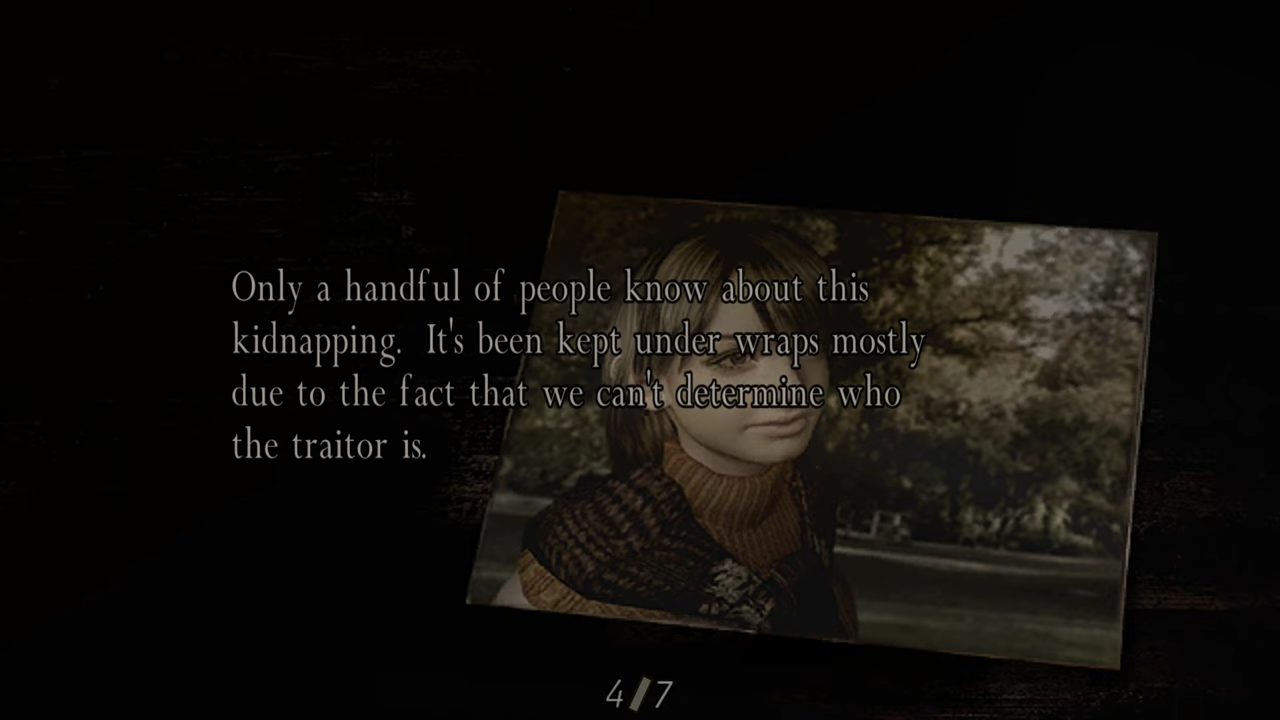 Only a handful of people know about this
kidnapping. It's been kept under wraps mostly
due to the fact that we can't determine who
the traitor is.
4/7